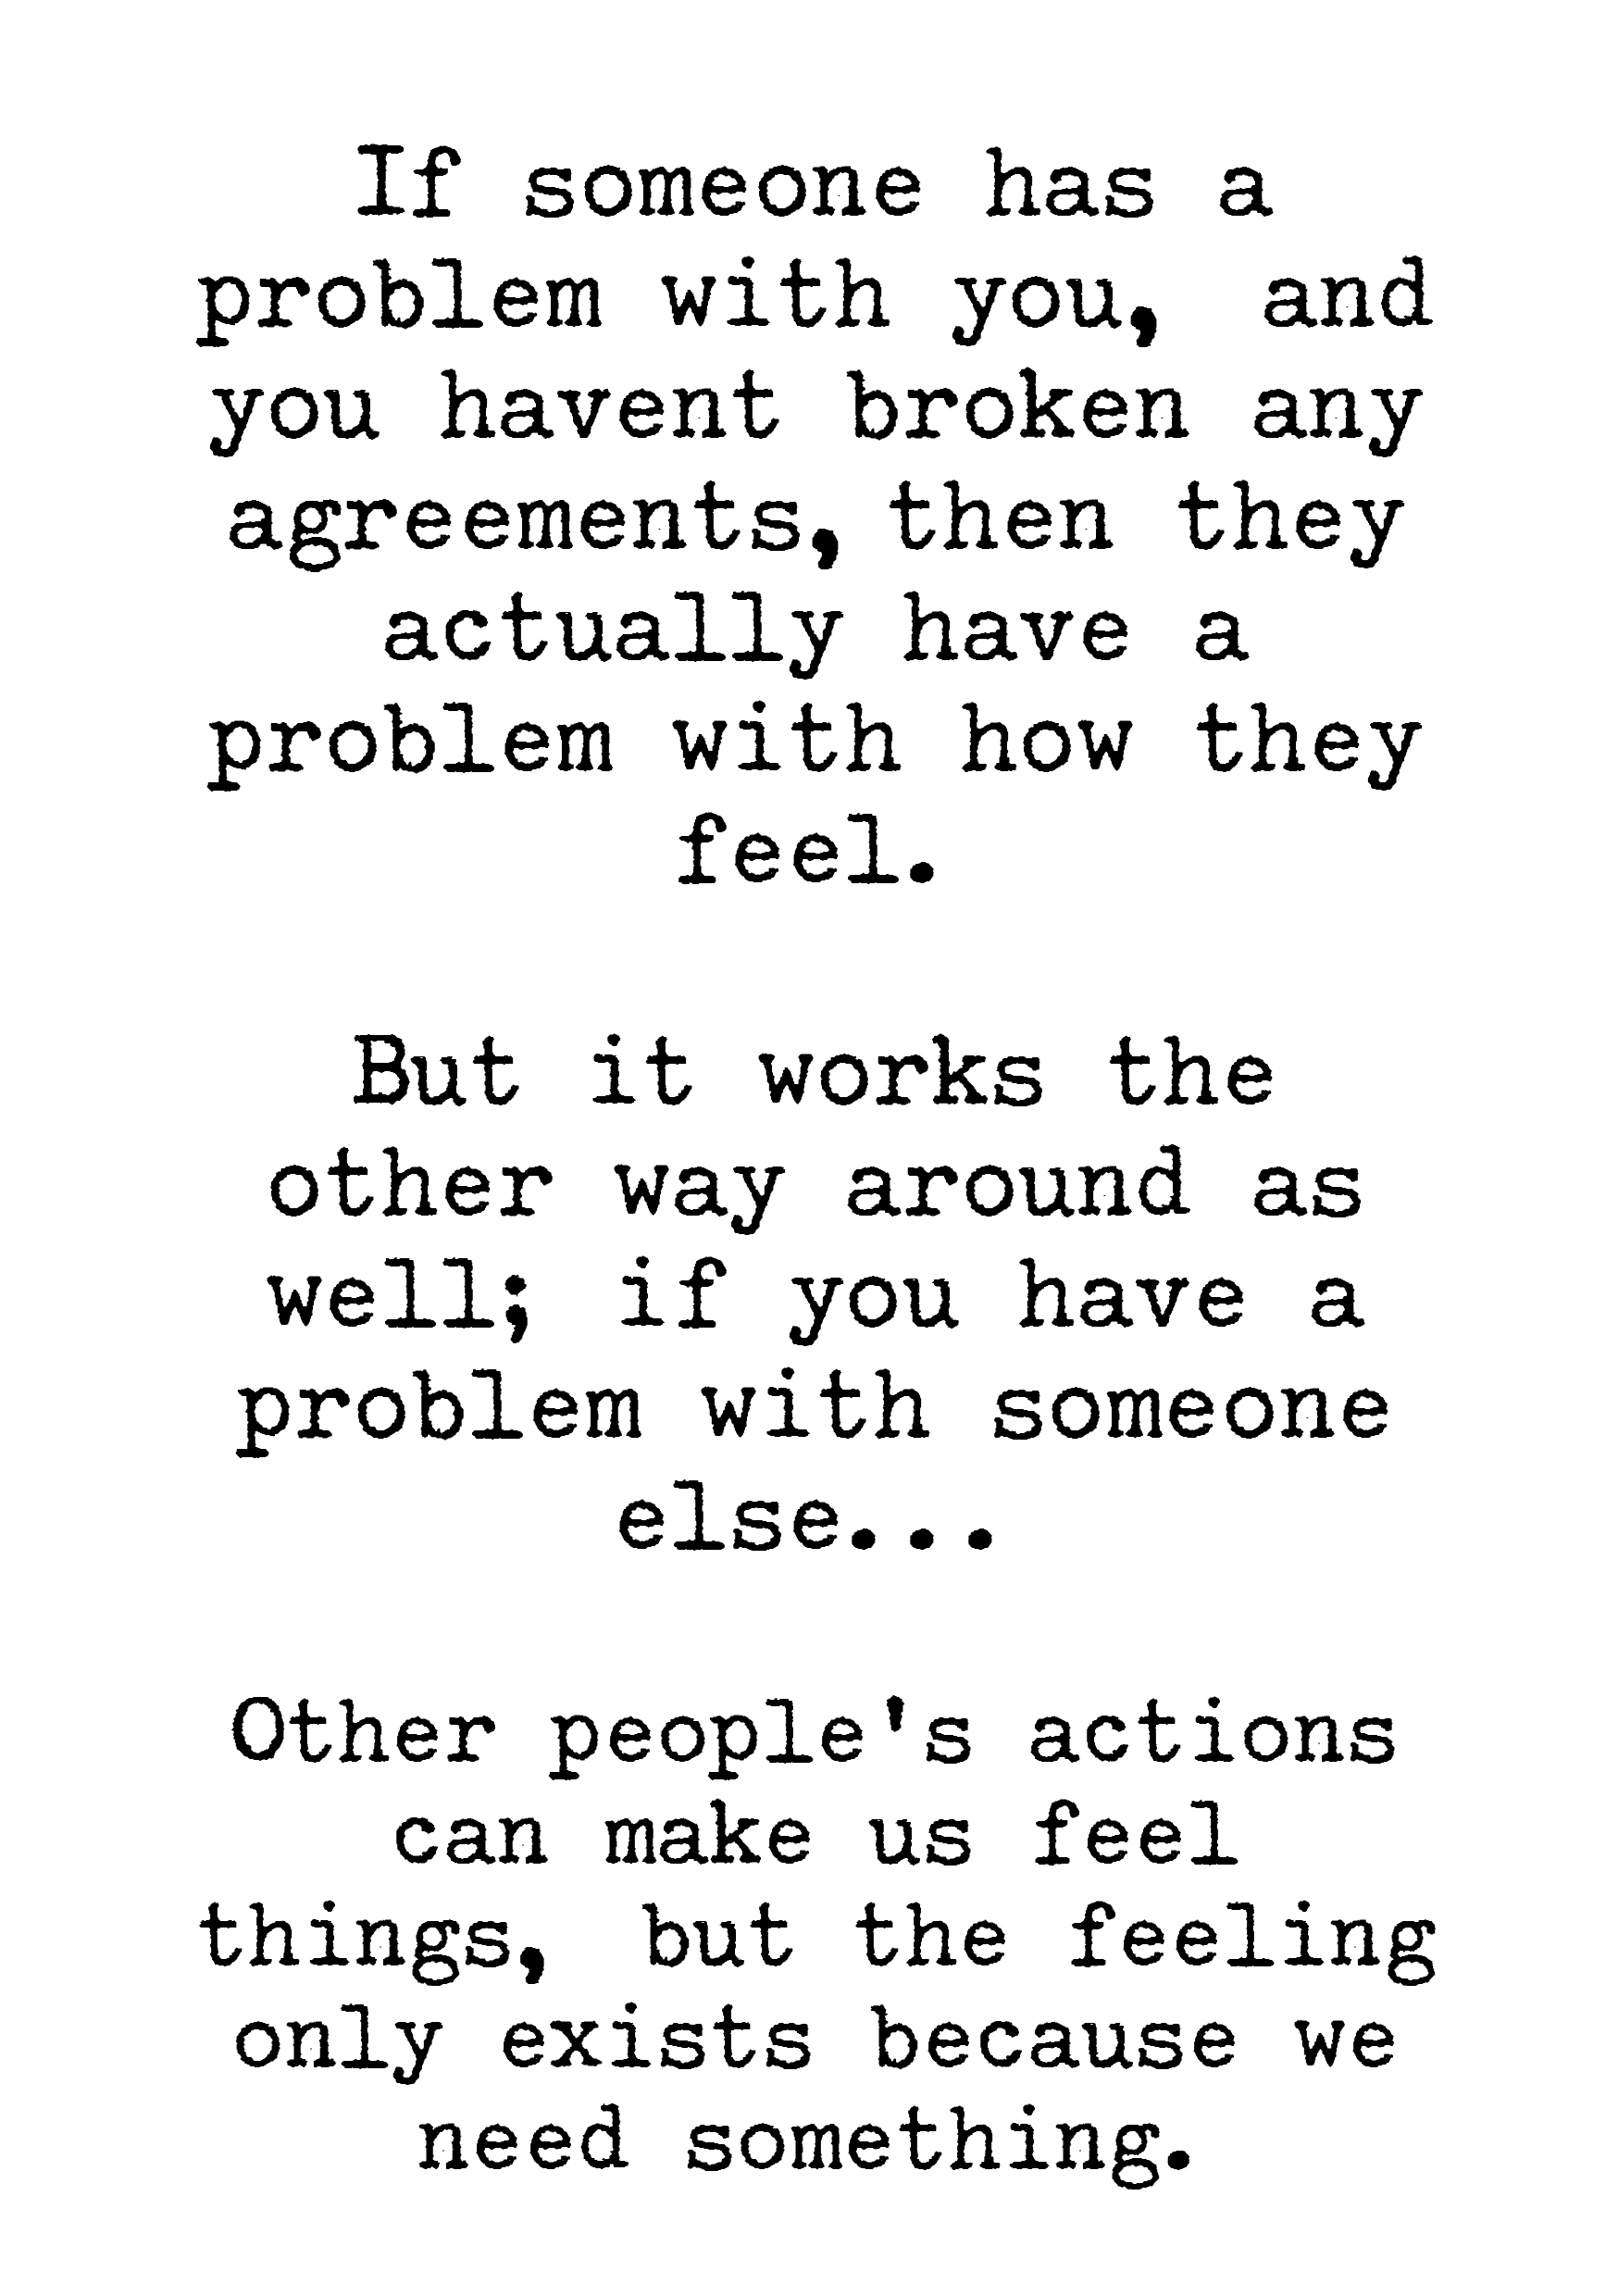 If someone has a
problem with you, and
you havent broken any
agreements, then they
actually have a
problem with how they
feel.
But it works the
other way around as
well; if you have a
problem with someone
else...
Other people's actions
can make us feel
things, but the feeling
only exists because we
need something.